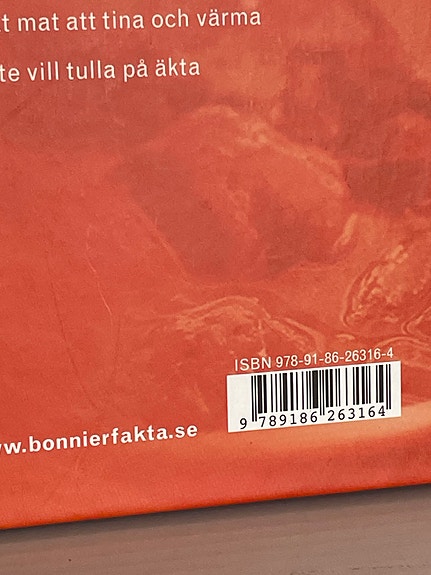 t mat att tina och värma
te vill tulla på äkta
ISBN 978-91-86-26316-4
9 789186 263164
w.bonnierfakta.se